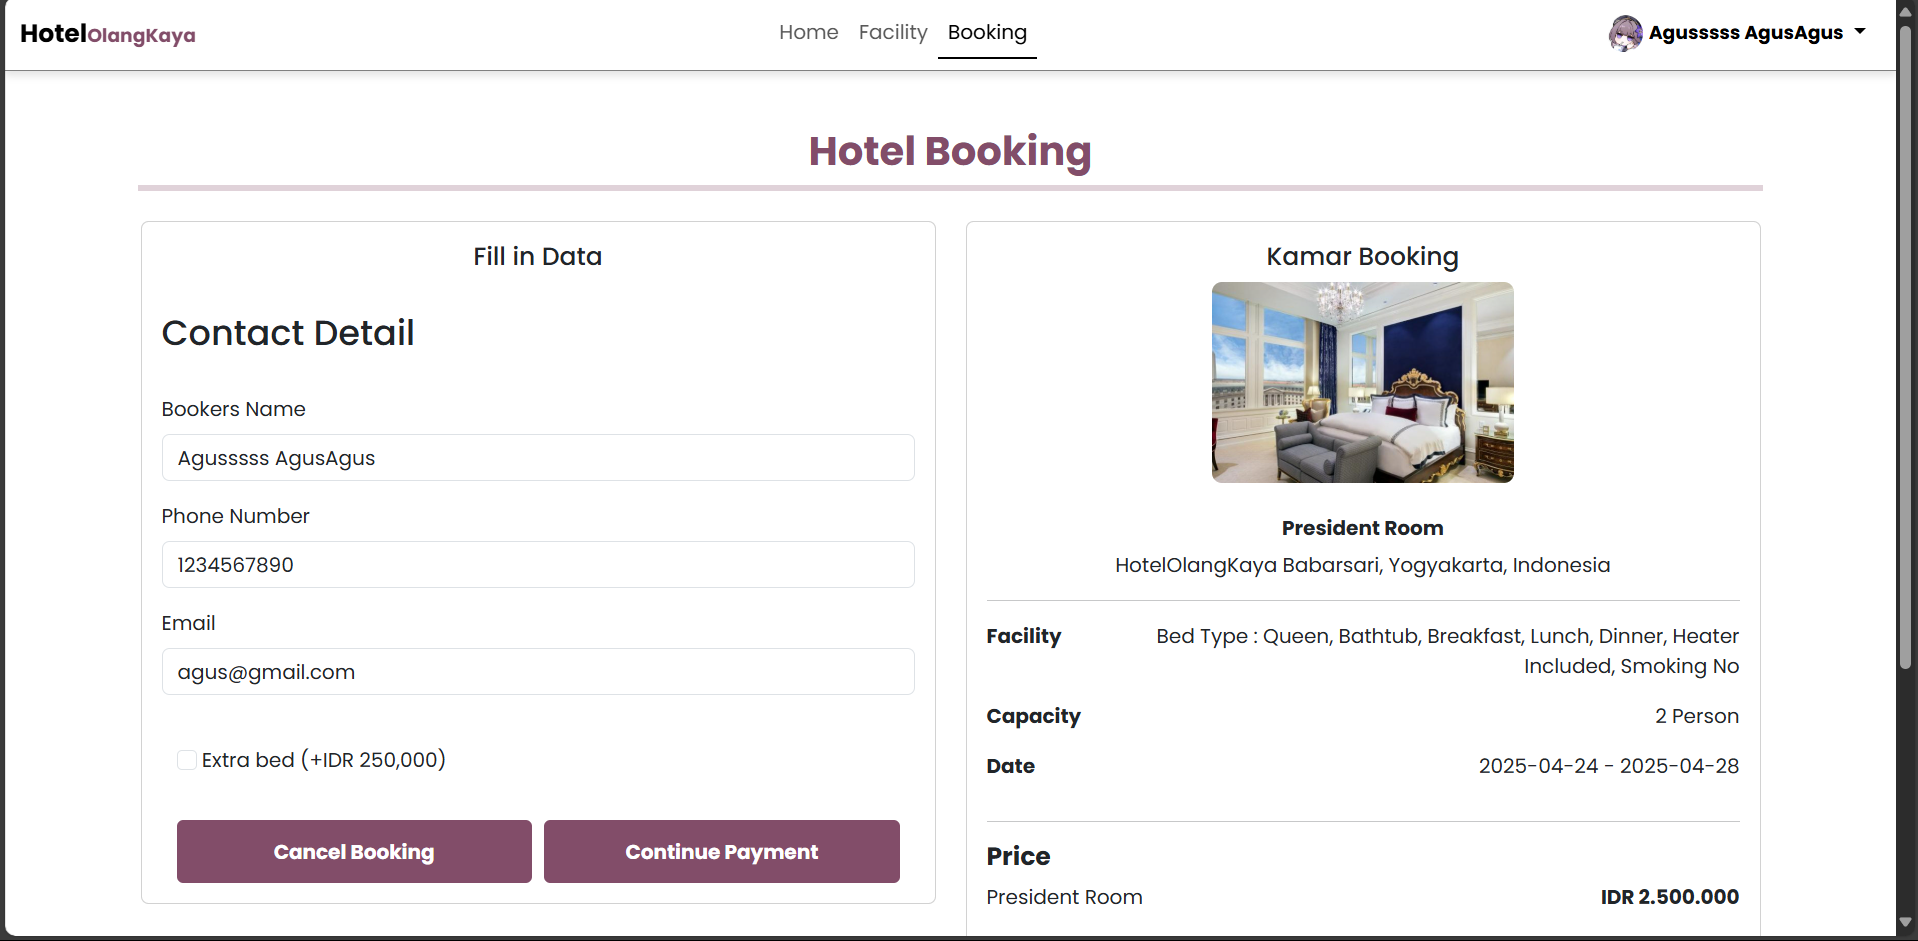 HotelOlangKaya
Home Facility Booking
Agusssss AgusAgus
Hotel Booking
Fill in Data
Contact Detail
Bookers Name
Agusssss AgusAgus
Phone Number
1234567890
Email
agus@gmail.com
Extra bed (+IDR 250,000)
Cancel Booking
Continue Payment
Kamar Booking
President Room
HotelOlangKaya Babarsari, Yogyakarta, Indonesia
Facility Bed Type : Queen, Bathtub, Breakfast, Lunch, Dinner, Heater
Included, Smoking No
Capacity 2 Person
Date 2025-04-24 - 2025-04-28
Price
President Room IDR 2.500.000